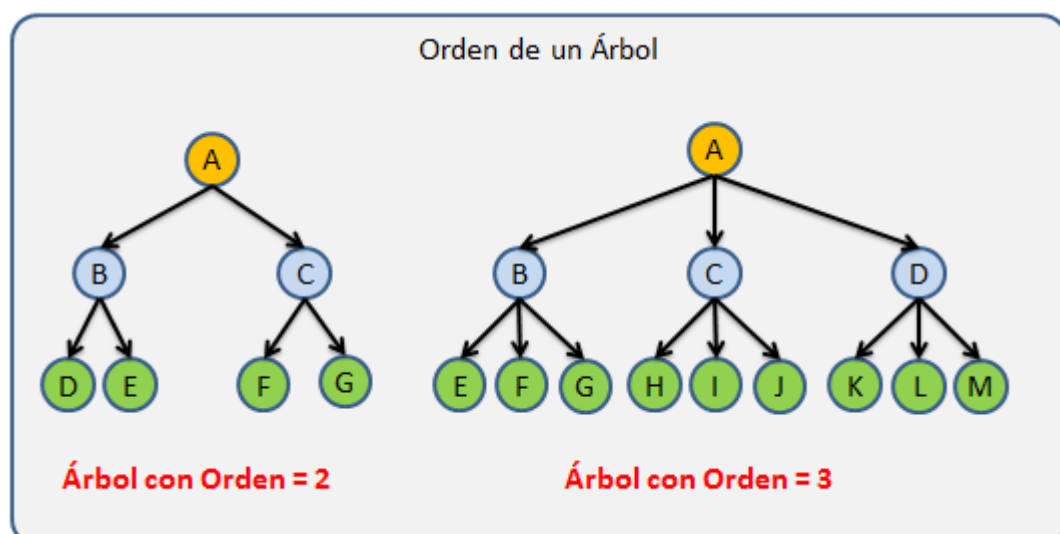 Orden de un Árbol
A
A
B
C
B
C
D
D
E
F
G
E
F
G
H
I
J
K
L
M
Árbol con Orden = 2
Árbol con Orden = 3